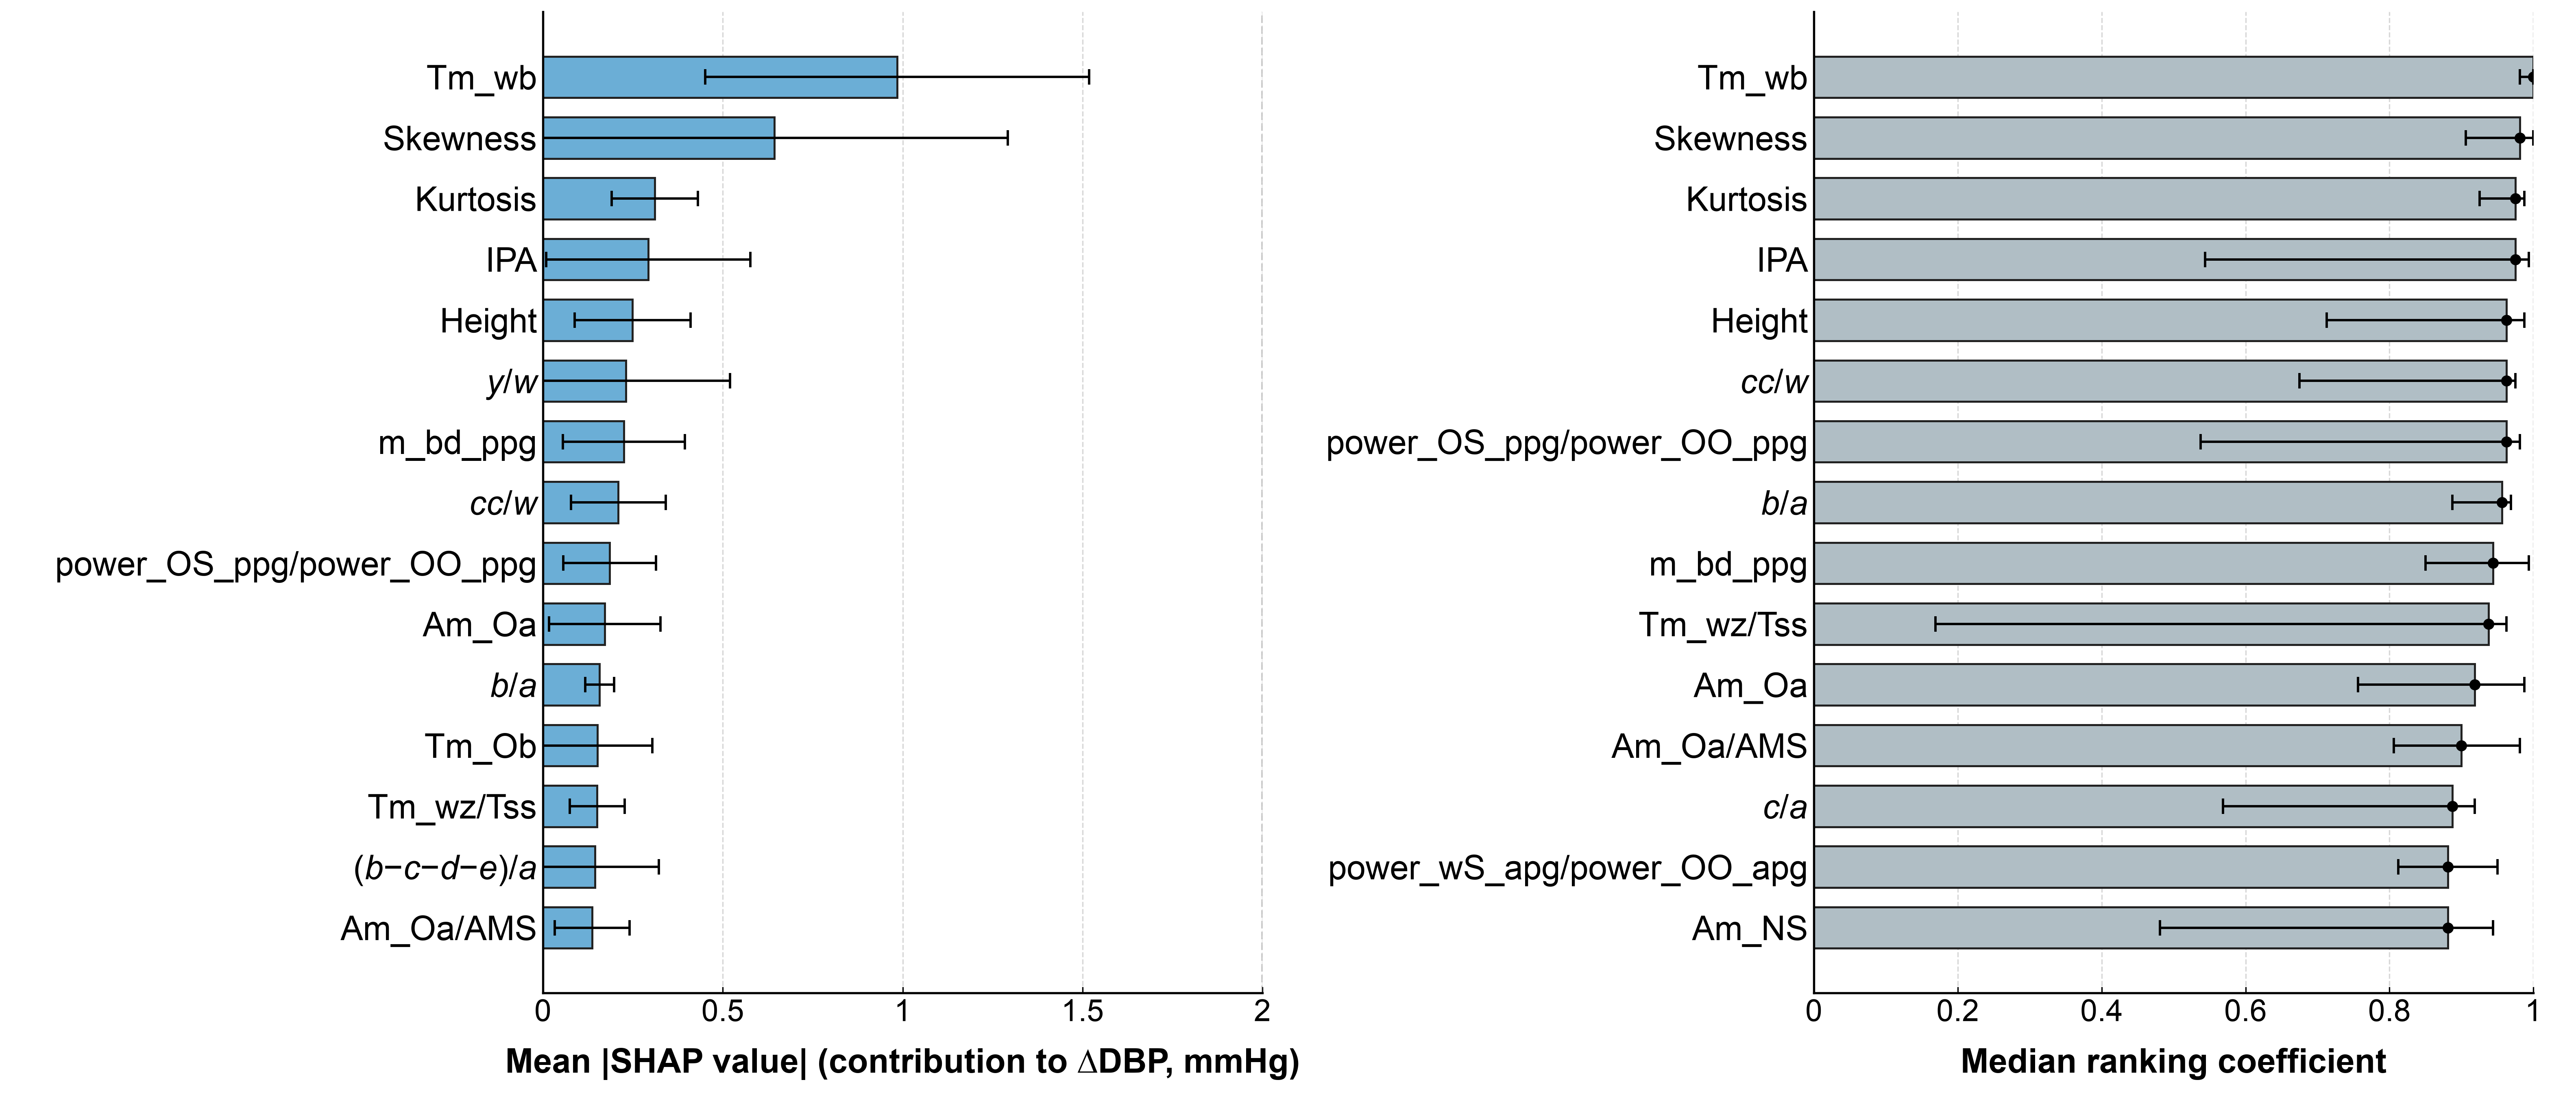 Tm_wb
Skewness
Kurtosis
IPA
Height
y/w
m_bd_ppg
cc/w
power_OS_ppg/power_OO_ppg
Am_Oa
b/a
Tm_Ob
Tm_wz/Tss
(b−c−d−e)/a
Am_Oa/AMS
0 0.5 1 1.5 2
Mean |SHAP value| (contribution to ΔDBP, mmHg)
Tm_wb
Skewness
Kurtosis
IPA
Height
cc/w
power_OS_ppg/power_OO_ppg
b/a
m_bd_ppg
Tm_wz/Tss
Am_Oa
Am_Oa/AMS
c/a
power_wS_apg/power_OO_apg
Am_NS
0 0.2 0.4 0.6 0.8 1
Median ranking coefficient